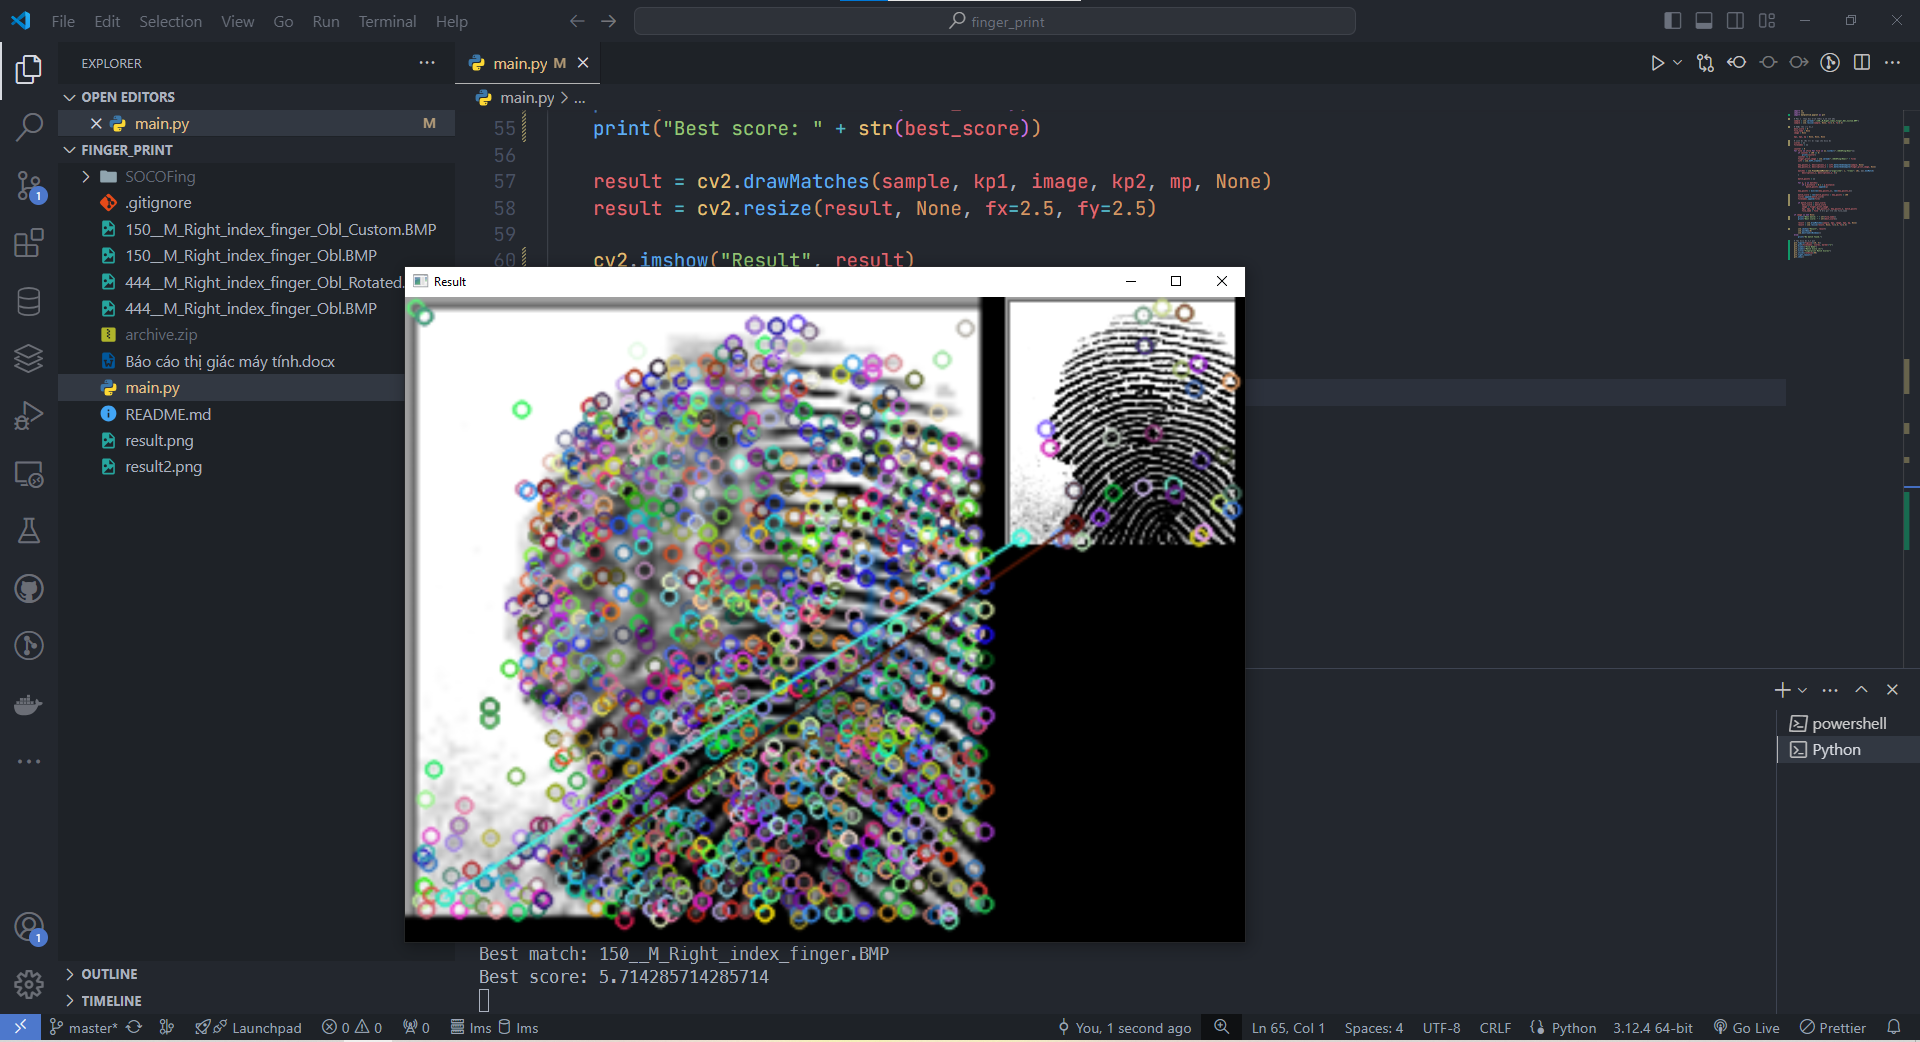 File Edit Selection View Go Run Terminal Help
finger_print
EXPLORER
OPEN EDITORS
main.py M
FINGER_PRINT
SOCOFing
.gitignore
150__M_Right_index_finger_Obl_Custom.BMP
150__M_Right_index_finger_Obl.BMP
444__M_Right_index_finger_Obl_Rotated.
444__M_Right_index_finger_Obl.BMP
archive.zip
Báo cáo thị giác máy tính.docx
main.py
README.md
result.png
result2.png
OUTLINE
TIMELINE
main.py M
main.py > ...
55 print("Best score: " + str(best_score))
56
57 result = cv2.drawMatches(sample, kp1, image, kp2, mp, None)
58 result = cv2.resize(result, None, fx=2.5, fy=2.5)
59
60 cv2.imshow("Result", result)
Result
powershell
Python
Best match: 150__M_Right_index_finger.BMP
Best score: 5.714285714285714
1
1
master* Launchpad 0 0 0 lms lms You, 1 second ago Ln 65, Col 1 Spaces: 4 UTF-8 CRLF Python 3.12.4 64-bit Go Live Prettier